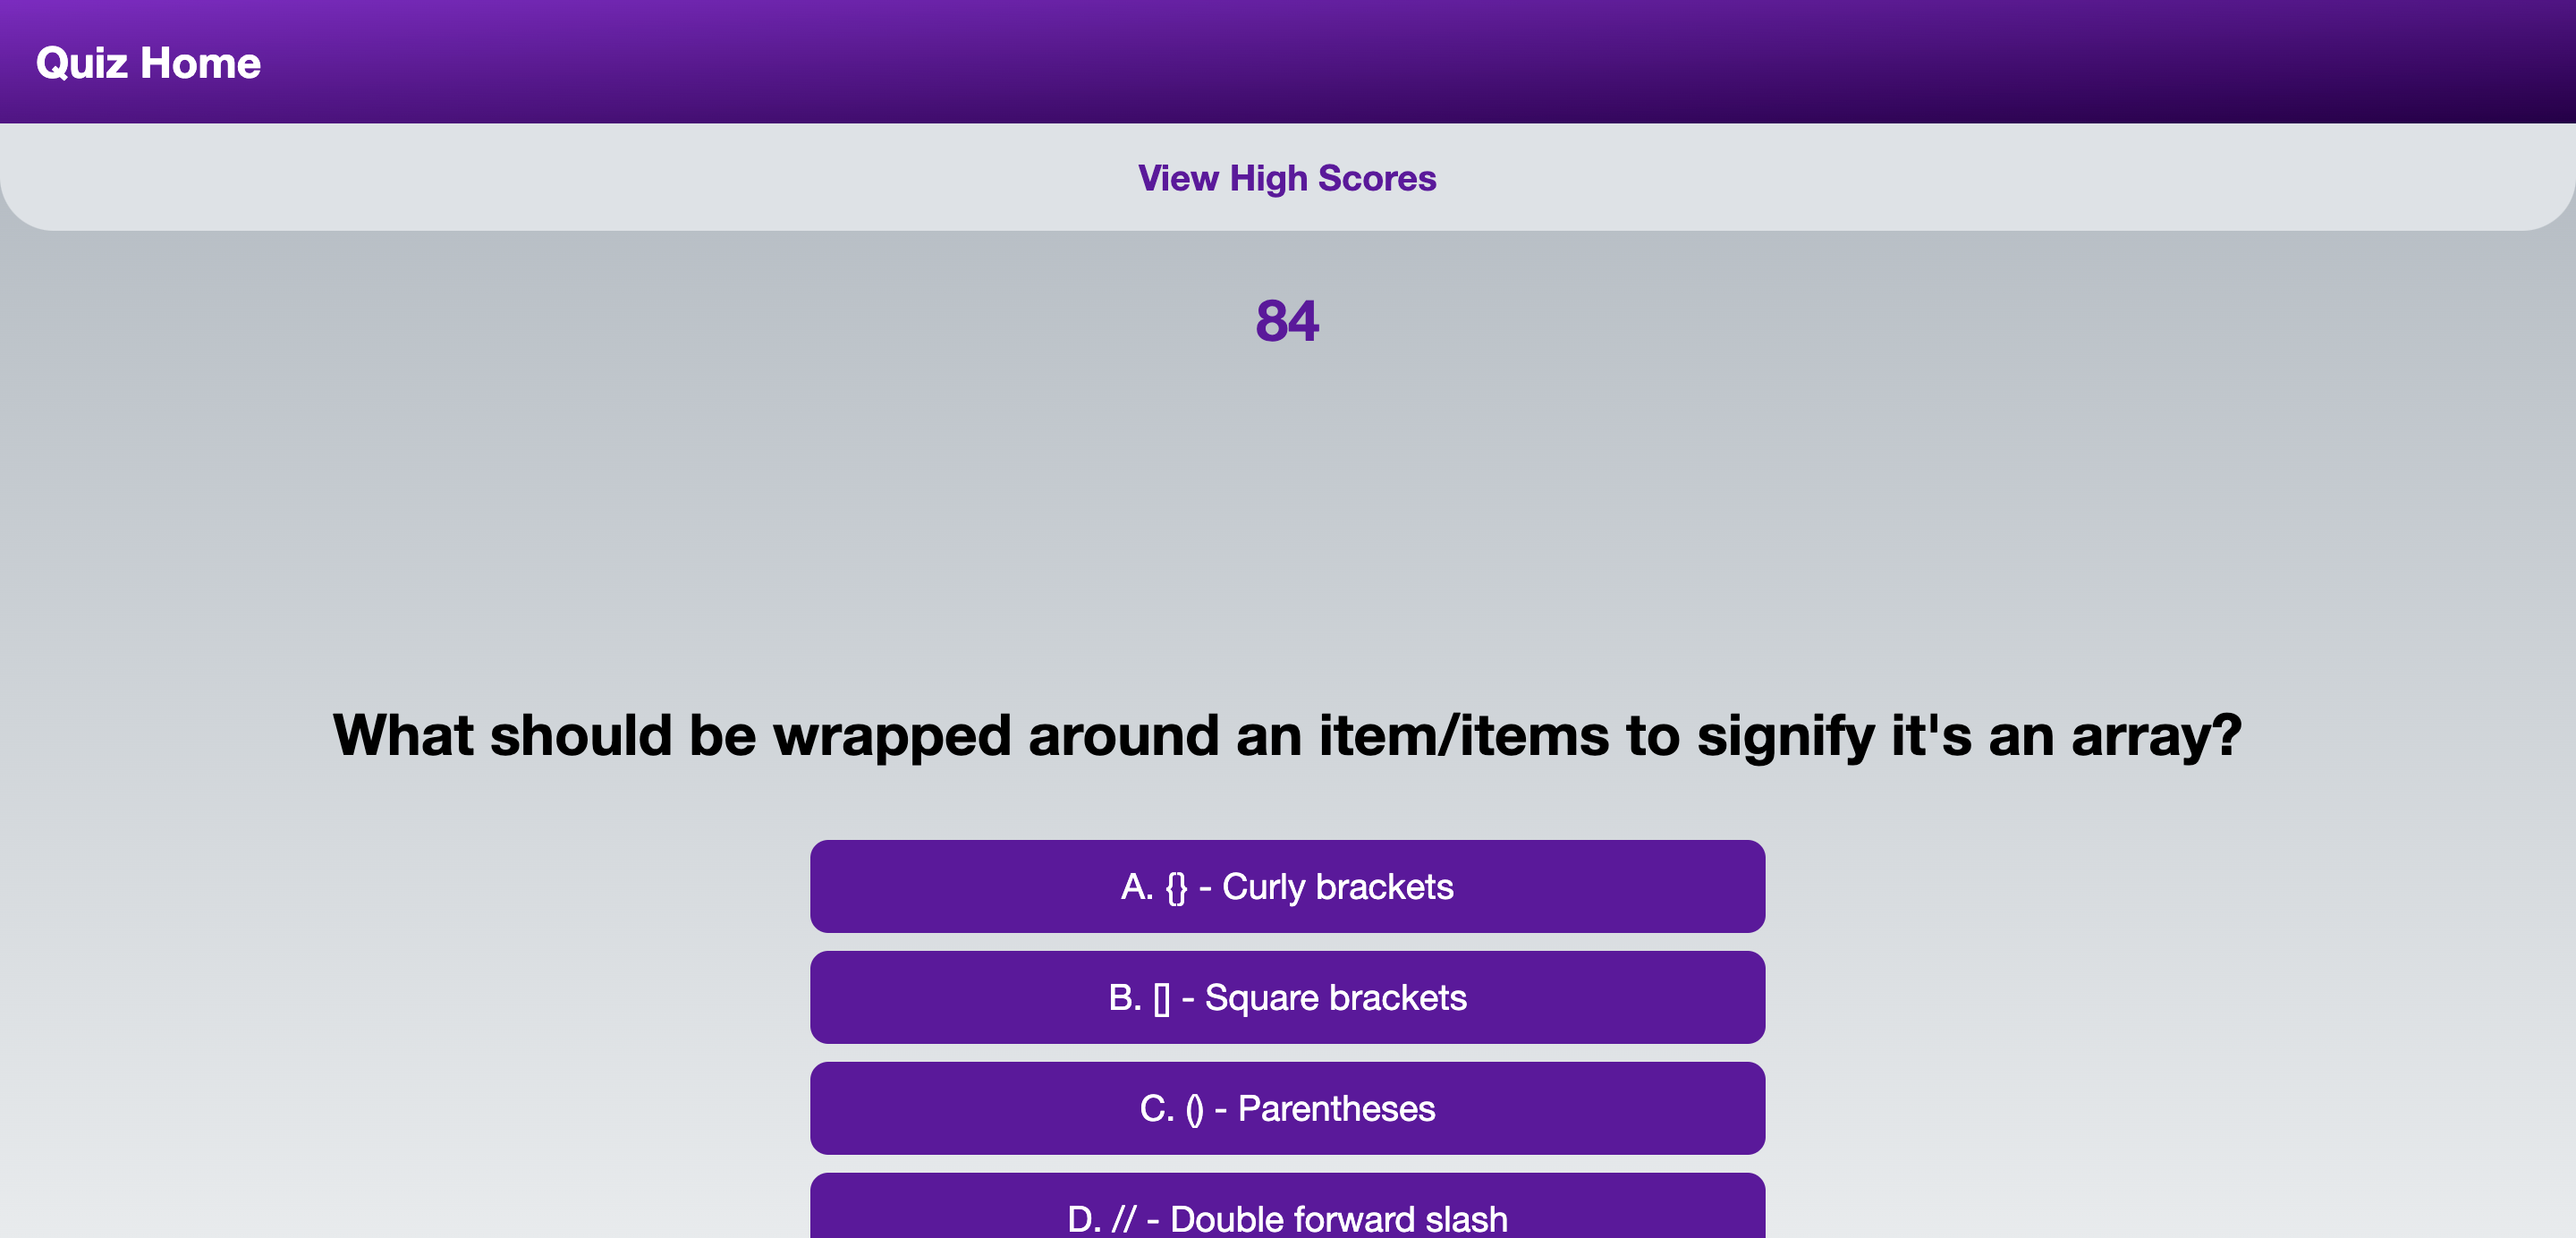 Quiz Home
View High Scores
84
What should be wrapped around an item/items to signify it's an array?
A. {} - Curly brackets
B. [] - Square brackets
C. () - Parentheses
D. // - Double forward slash